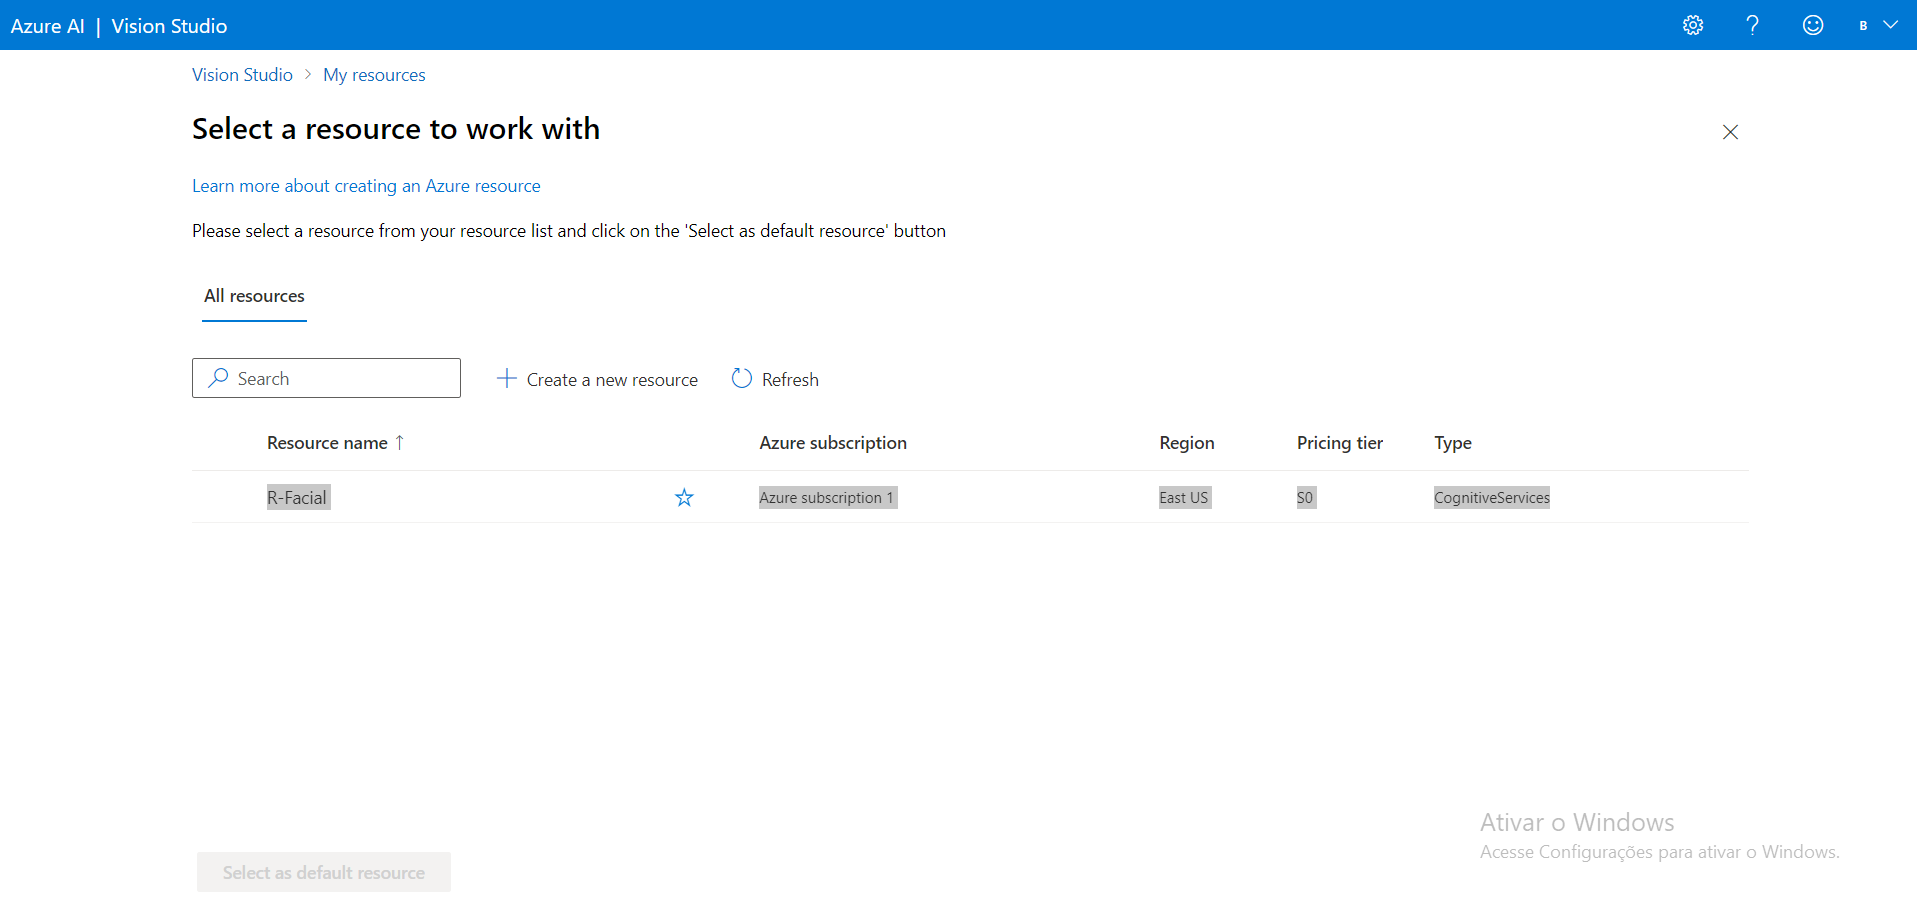 Azure AI | Vision Studio
B
Vision Studio > My resources
Select a resource to work with
Learn more about creating an Azure resource
Please select a resource from your resource list and click on the 'Select as default resource' button
All resources
Search
Create a new resource
Refresh
Resource name ↑ Azure subscription Region Pricing tier Type
R-Facial Azure subscription 1 East US S0 CognitiveServices
Ativar o Windows
Acesse Configurações para ativar o Windows.
Select as default resource